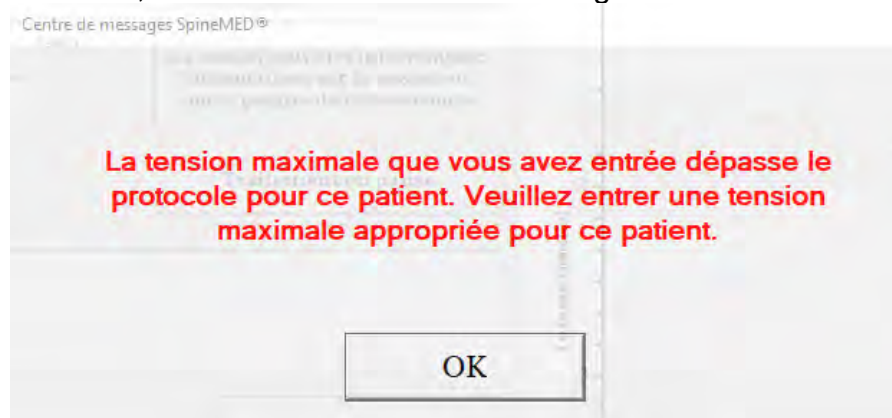 Centre de messages SpineMED®
La tension maximale que vous avez entrée dépasse le
protocole pour ce patient. Veuillez entrer une tension
maximale appropriée pour ce patient.
OK